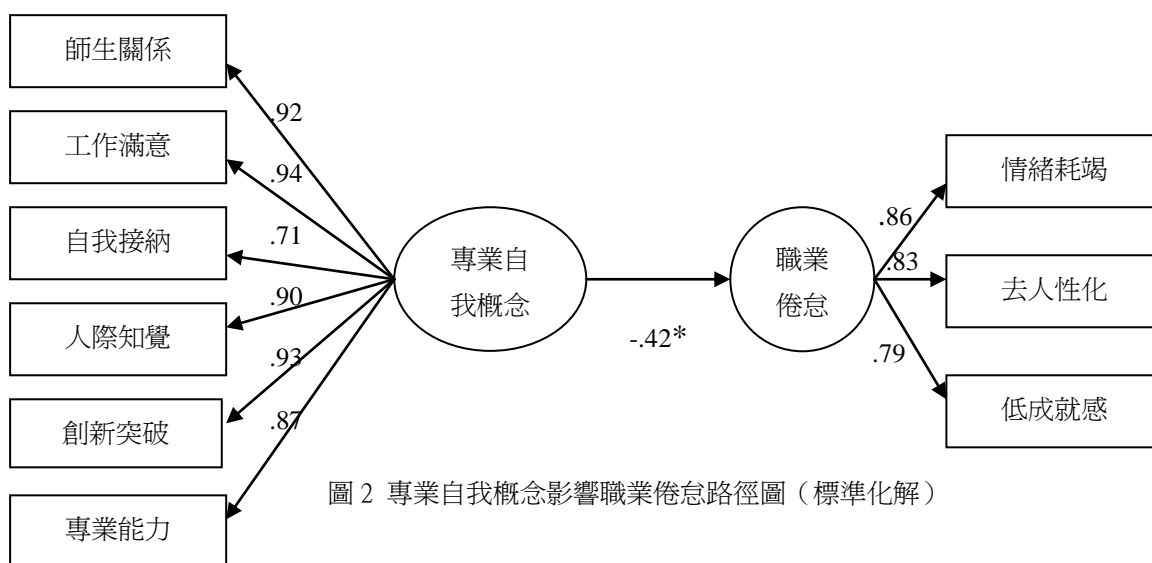 師生關係
工作滿意
自我接納
人際知覺
創新突破
專業能力
.92
.94
.71
.90
.93
.87
專業自
我概念
-.42*
職業
倦怠
.86
.83
.79
情緒耗竭
去人性化
低成就感
圖 2 專業自我概念影響職業倦怠路徑圖（標準化解）